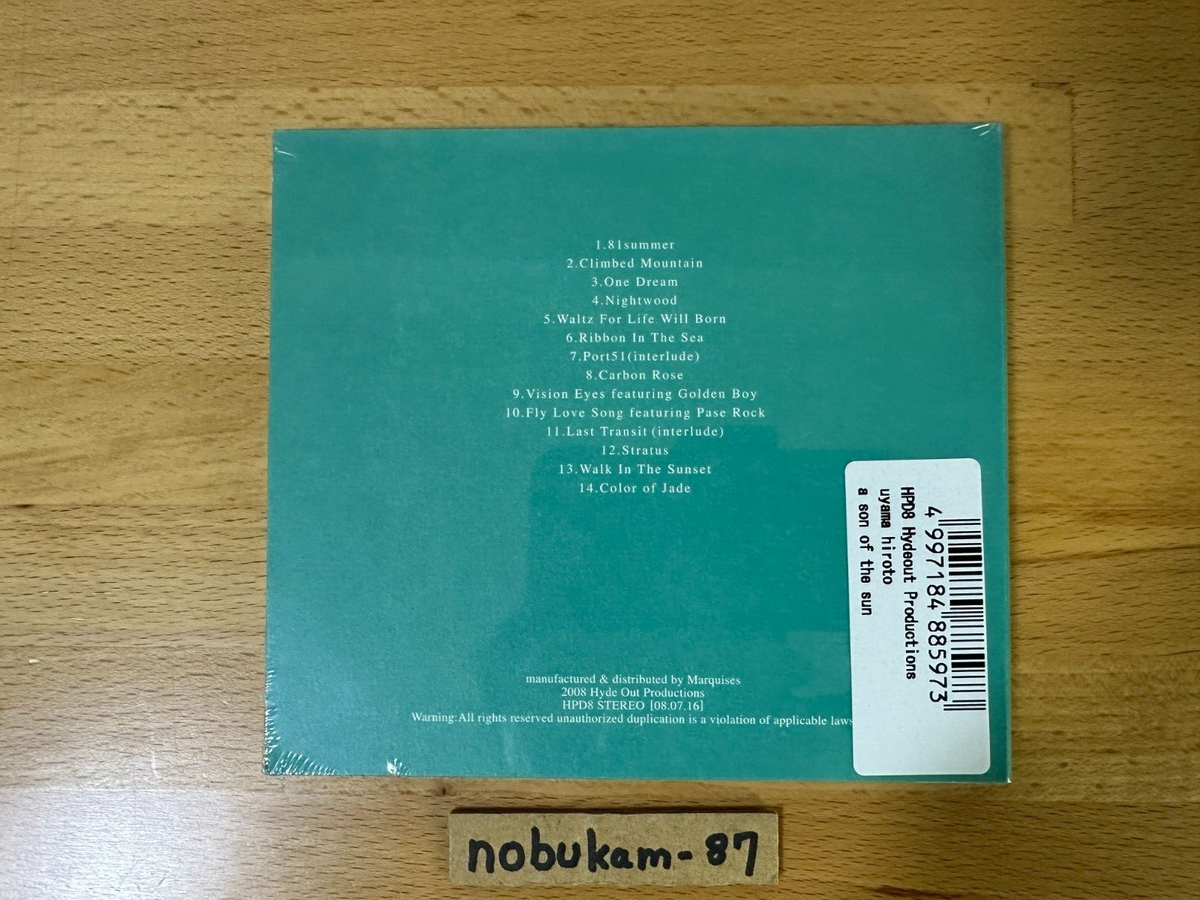 1.81summer
2.Climbed Mountain
3.One Dream
4.Nightwood
5.Waltz For Life Will Born
6.Ribbon In The Sea
7.Port51(interlude)
8.Carbon Rose
9.Vision Eyes featuring Golden Boy
10.Fly Love Song featuring Pase Rock
11.Last Transit (interlude)
12.Stratus
13.Walk In The Sunset
14.Color of Jade
manufactured & distributed by Marquises
2008 Hyde Out Productions
HPD8 STEREO [08.07.16]
Warning:All rights reserved unauthorized duplication is a violation of applicable laws
4 997184 885973
HPD8 Hydeout Productions
uyama hiroto
a son of the sun
nobukam-87